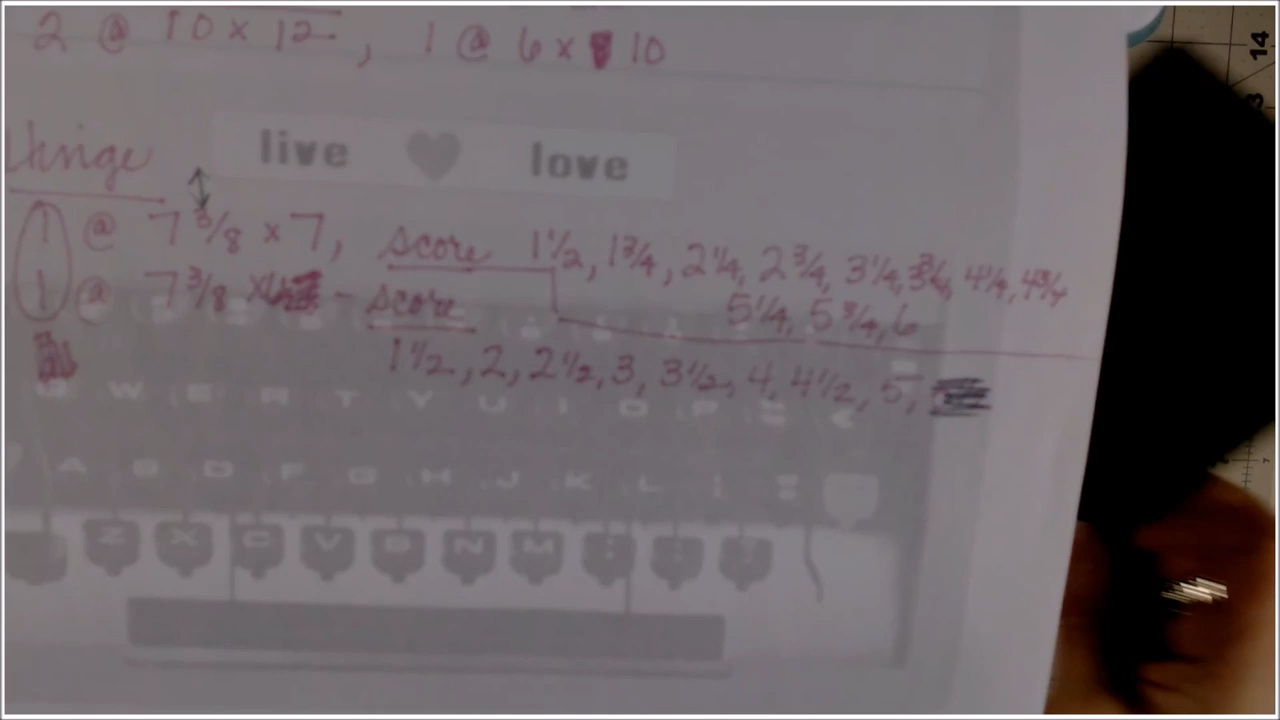 2 @ 10 x 12, 1 @ 6 x 10
live love
Hinge
1 @ 7 3/8 x 7, score 1 1/2, 1 3/4, 2 1/4, 2 3/4, 3 1/4, 3 3/4, 4 1/4, 4 3/4
5 1/4, 5 3/4, 6
1 @ 7 3/8 x - score
1 1/2, 2, 2 1/2, 3, 3 1/2, 4, 4 1/2, 5,
W E R T Y U I O P
A S D F G H J K L
Z X C V B N M
14